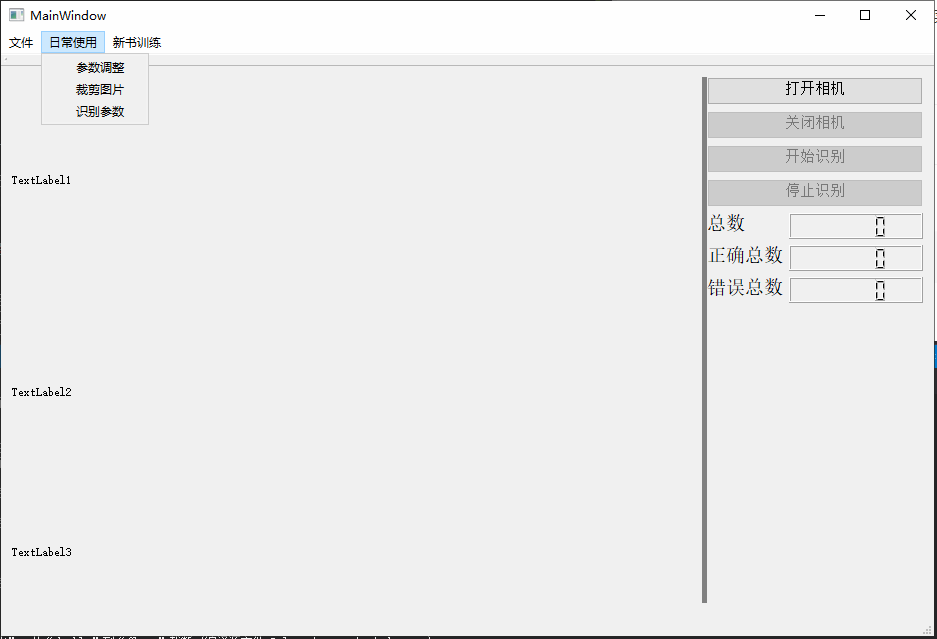 MainWindow
文件 日常使用 新书训练
参数调整
裁剪图片
识别参数
打开相机
关闭相机
开始识别
停止识别
总数 0
正确总数 0
错误总数 0
TextLabel1
TextLabel2
TextLabel3